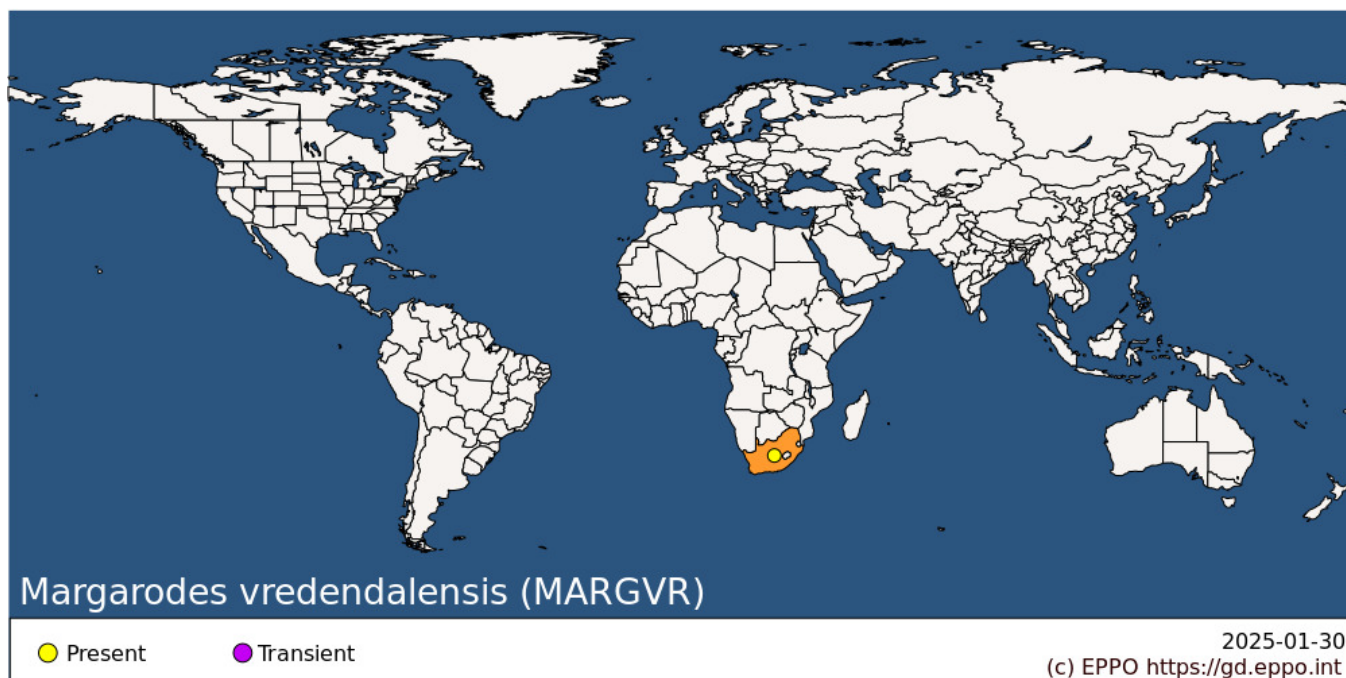 Margarodes vredendalensis (MARGVR)
Present
Transient
2025-01-30
(c) EPPO https://gd.eppo.int